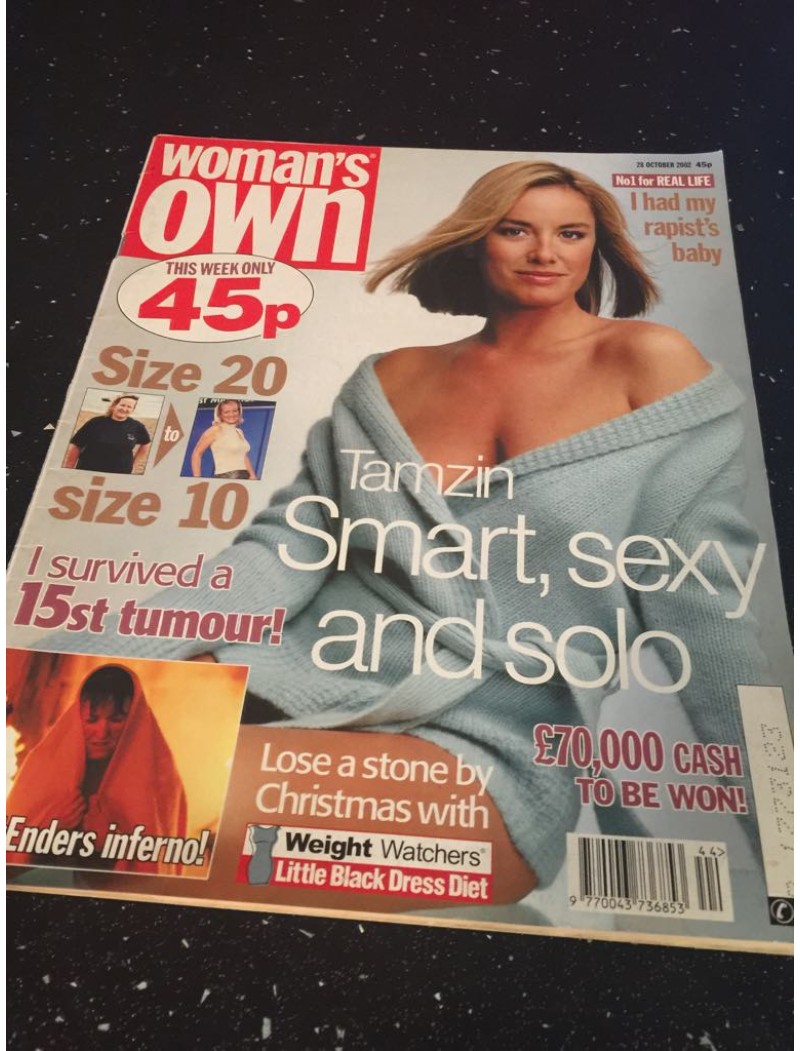 woman's
own
THIS WEEK ONLY
45p
28 OCTOBER 2002 45p
No1 for REAL LIFE
I had my
rapist's
baby
Size 20
to
size 10
I survived a
15st tumour!
Tamzin
Smart, sexy
and solo
Enders inferno!
Lose a stone by
Christmas with
Weight Watchers®
Little Black Dress Diet
£70,000 CASH
TO BE WON!
44>
9 770043 736853